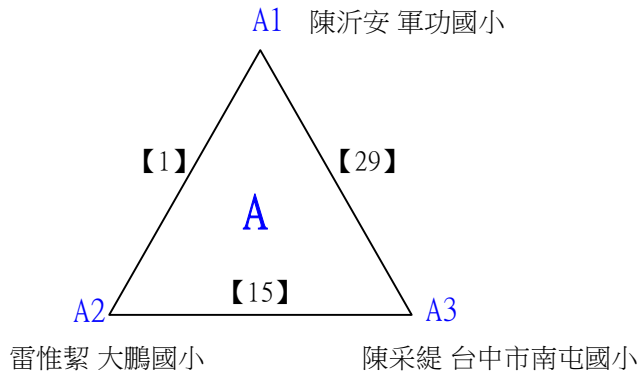 A1 陳沂安 軍功國小
【1】 【29】
A
【15】
A2 A3
雷惟絜 大鵬國小 陳采緹 台中市南屯國小